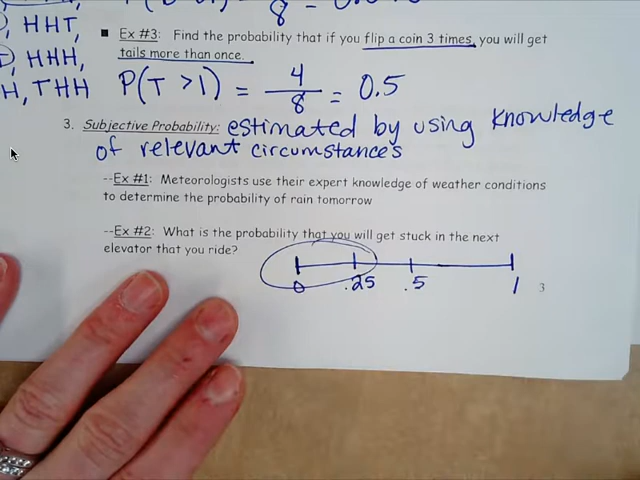 8
HHT,
■ Ex #3: Find the probability that if you flip a coin 3 times, you will get
tails more than once.
HHH,
H, THH
P(T >1) = 4/8 = 0.5
3. Subjective Probability: estimated by using knowledge
of relevant circumstances
--Ex #1: Meteorologists use their expert knowledge of weather conditions
to determine the probability of rain tomorrow
--Ex #2: What is the probability that you will get stuck in the next
elevator that you ride?
0 .25 .5 1
3